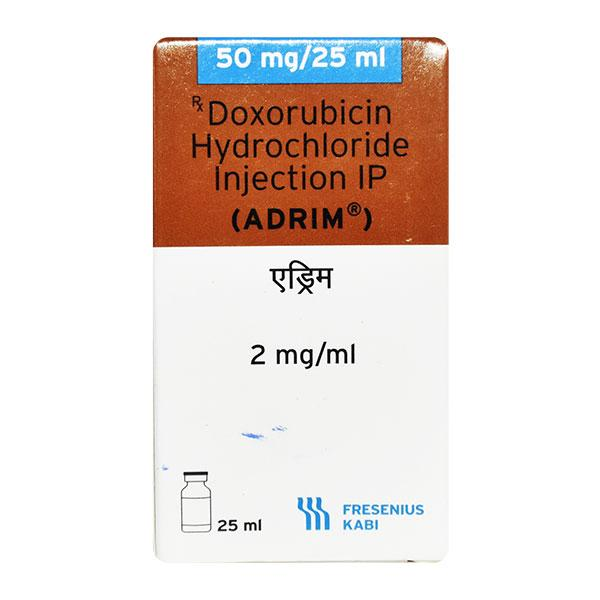 50 mg/25 ml
℞ Doxorubicin
Hydrochloride
Injection IP
(ADRIM®)
एड्रिम
2 mg/ml
25 ml
FRESENIUS
KABI